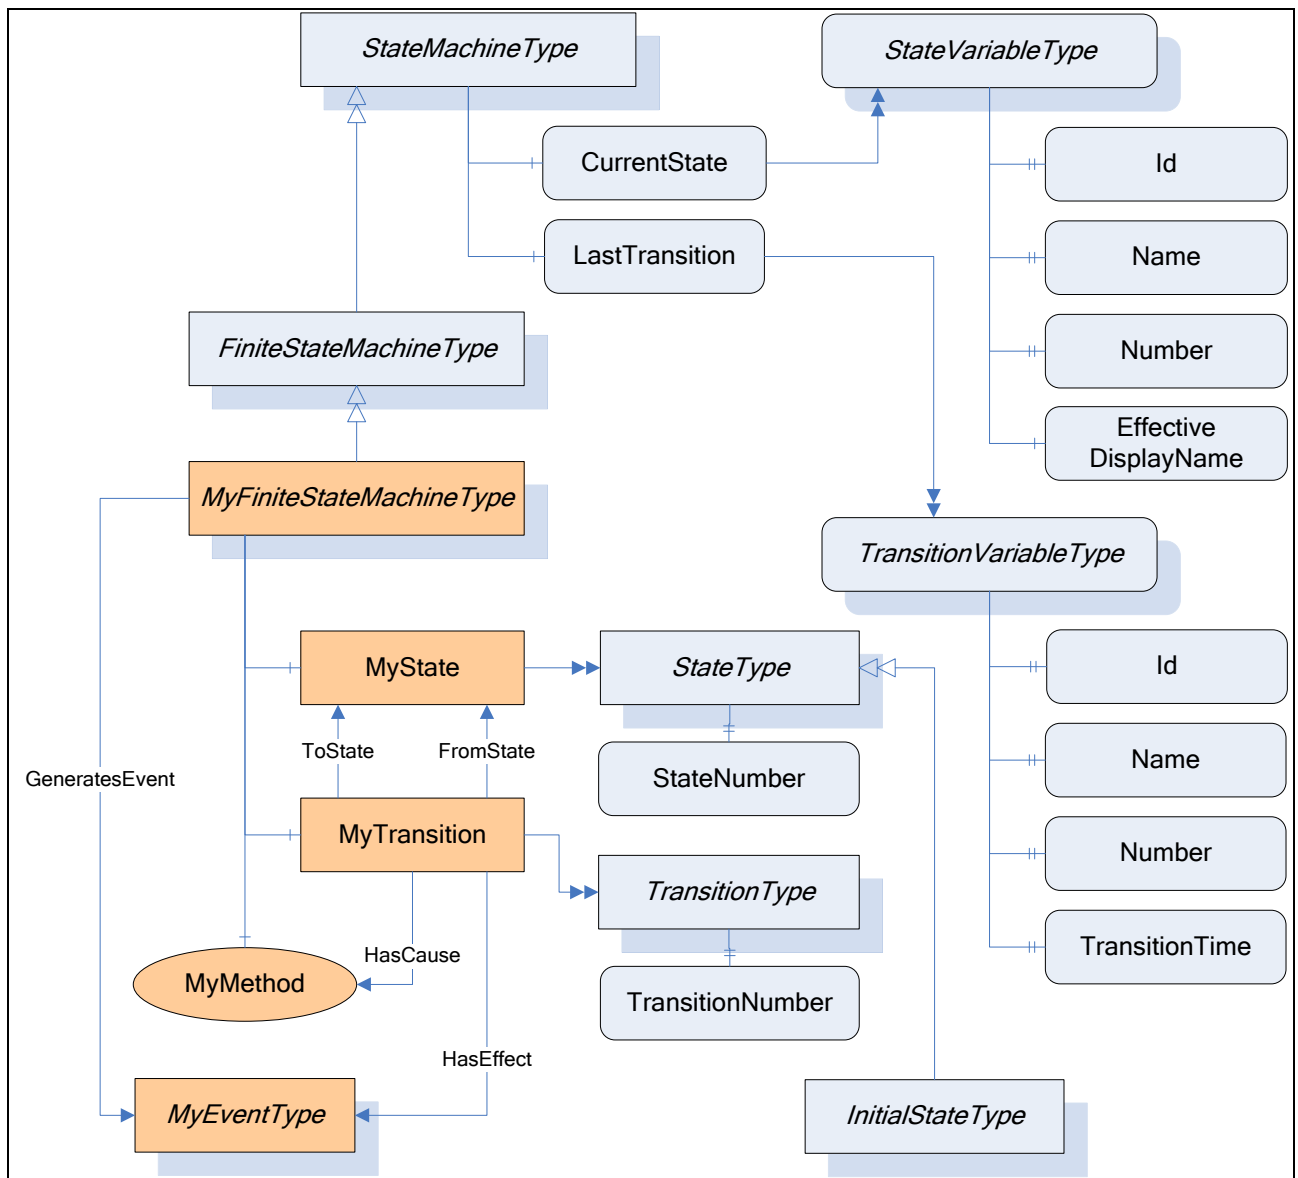 StateMachineType
StateVariableType
CurrentState
Id
LastTransition
Name
FiniteStateMachineType
Number
Effective
DisplayName
MyFiniteStateMachineType
TransitionVariableType
MyState
StateType
Id
ToState
FromState
GeneratesEvent
StateNumber
Name
MyTransition
Number
TransitionType
HasCause
TransitionTime
MyMethod
TransitionNumber
HasEffect
MyEventType
InitialStateType